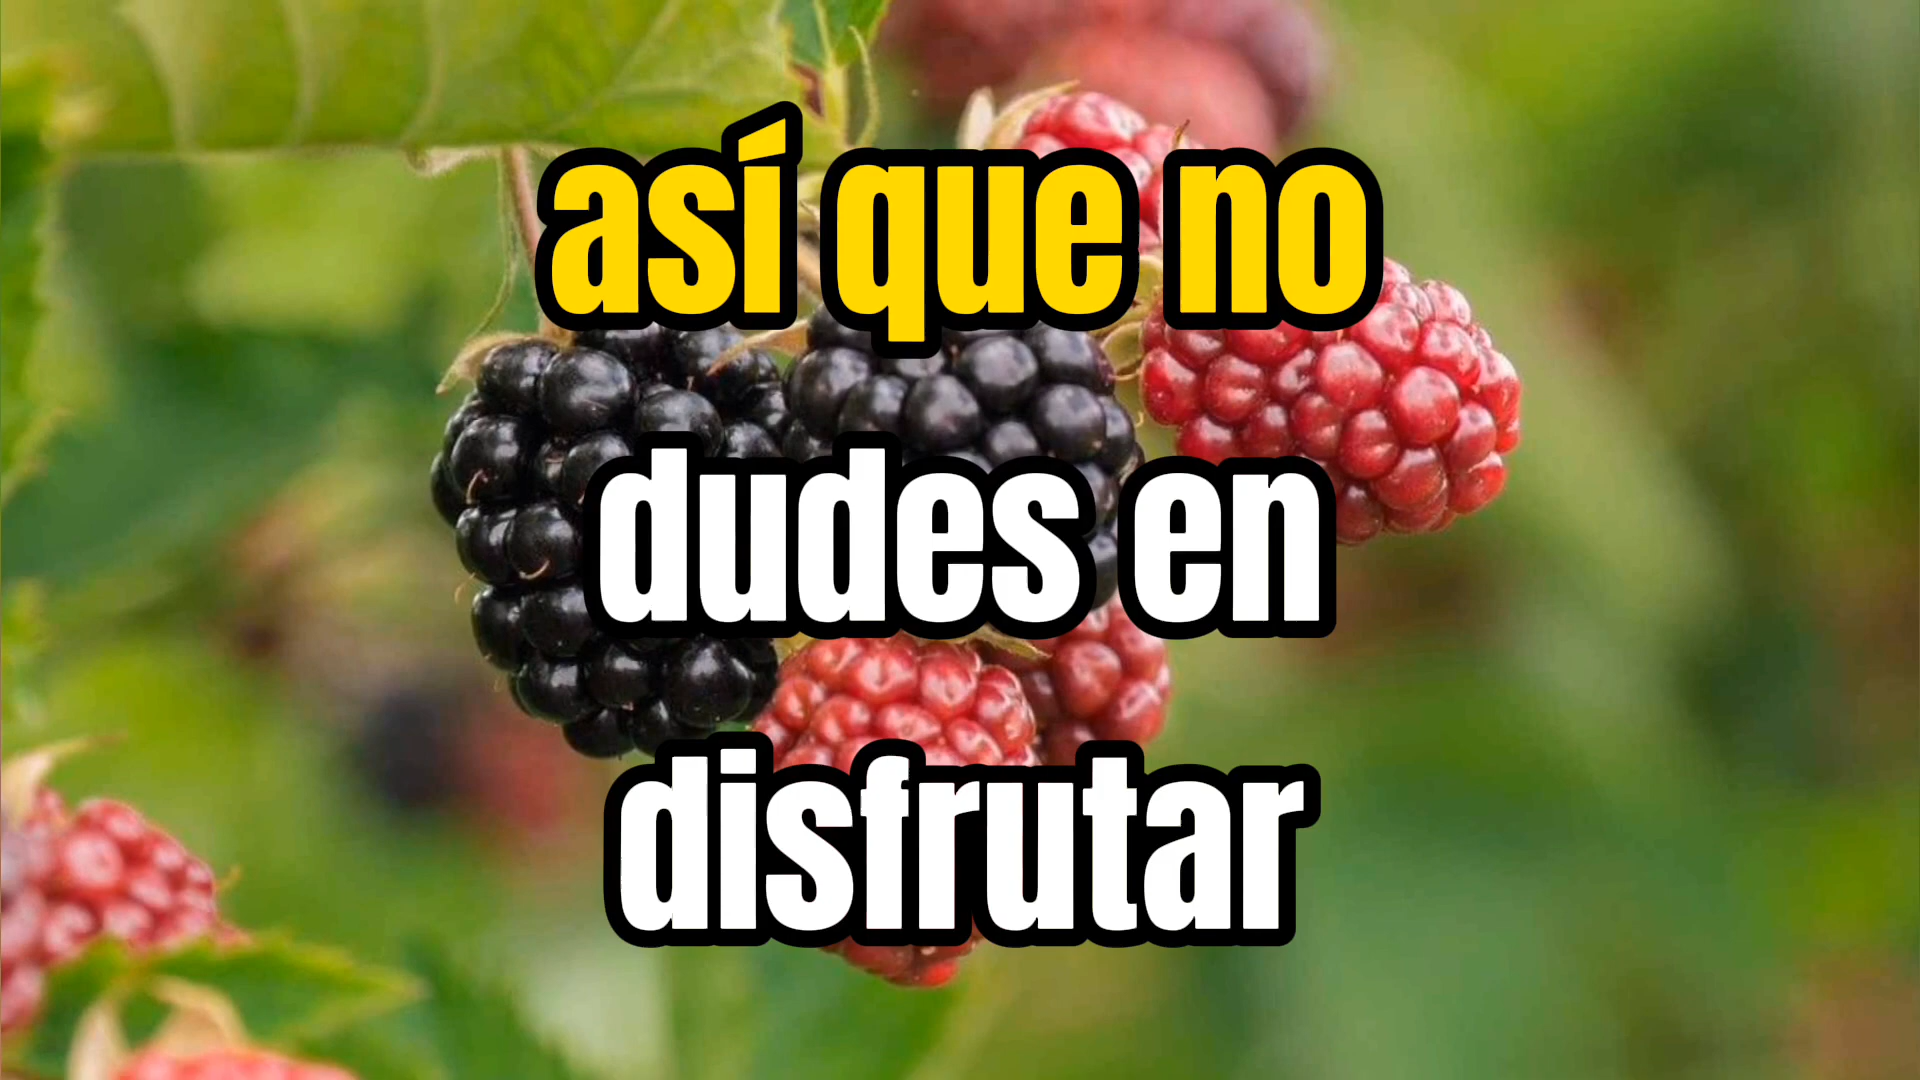 así que no
dudes en
disfrutar